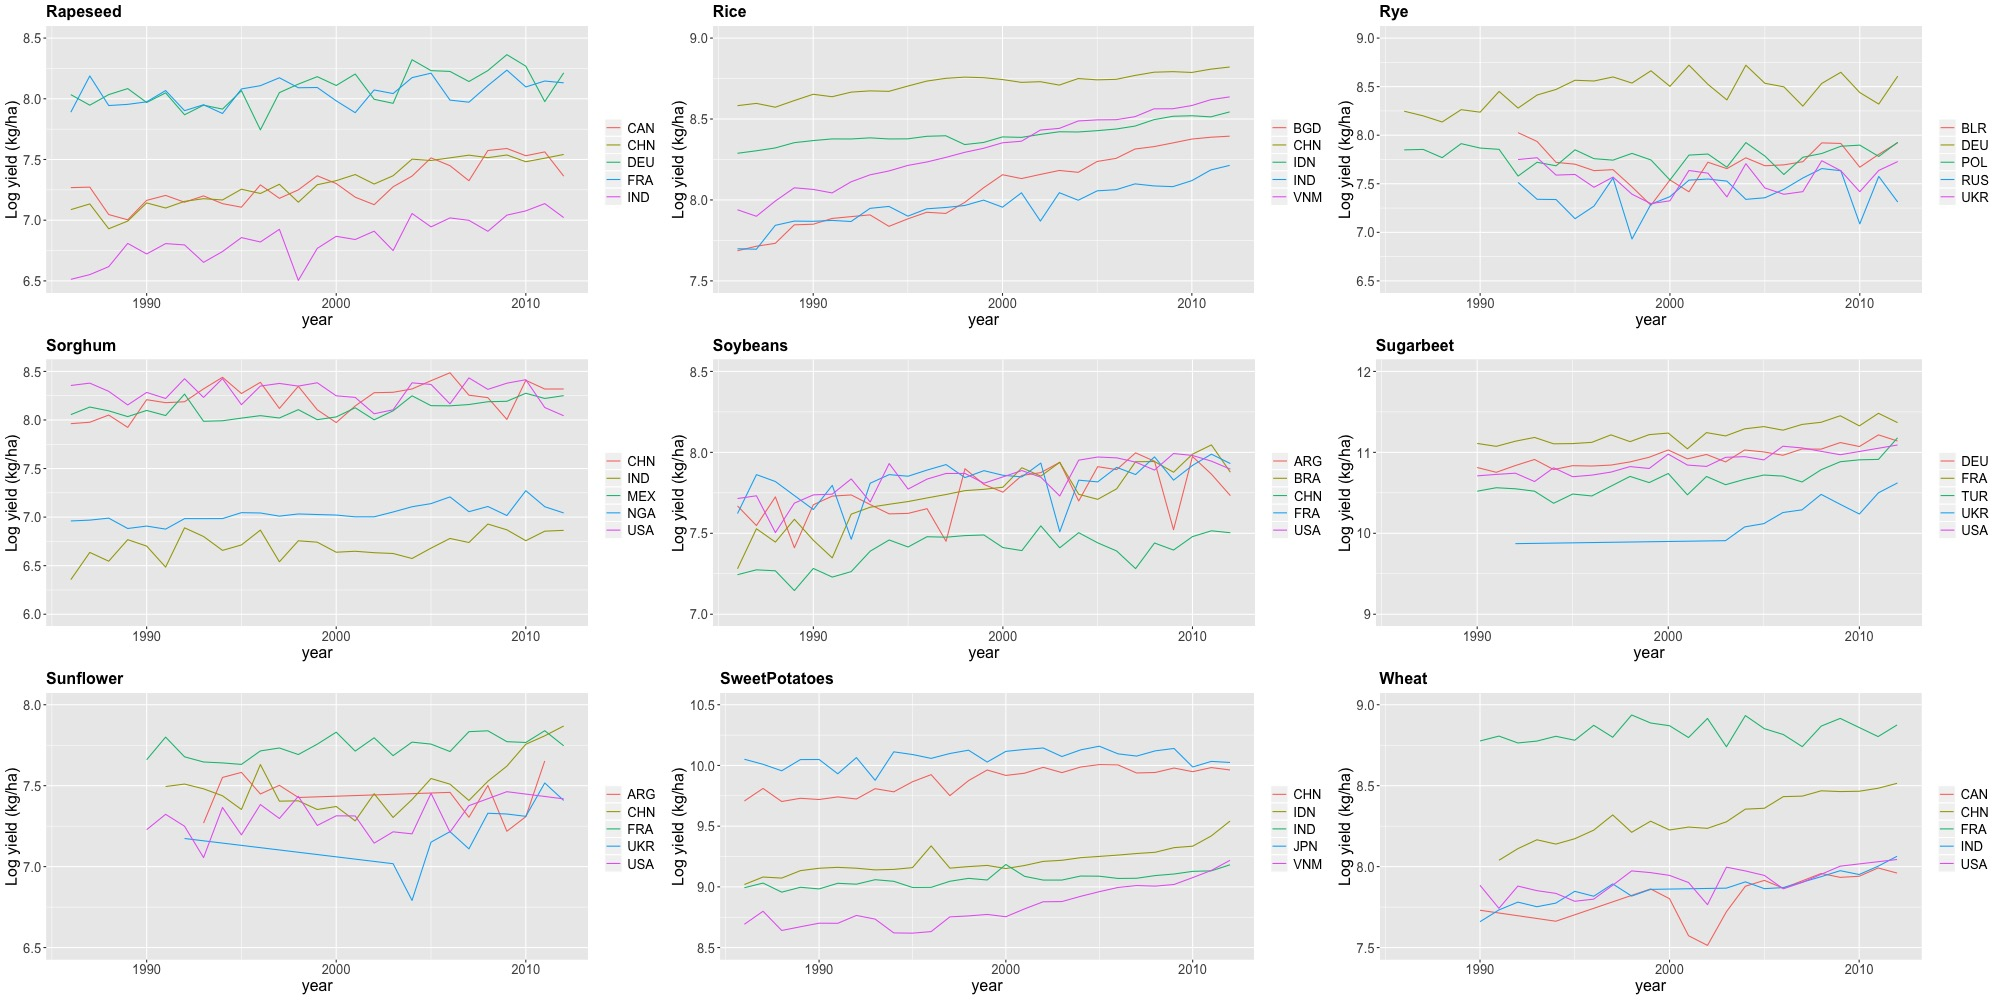 Rapeseed
Log yield (kg/ha)
8.5
8.0
7.5
7.0
6.5
1990
2000
2010
year
CAN
CHN
DEU
FRA
IND
Rice
Log yield (kg/ha)
9.0
8.5
8.0
7.5
1990
2000
2010
year
BGD
CHN
IDN
IND
VNM
Rye
Log yield (kg/ha)
9.0
8.5
8.0
7.5
7.0
6.5
1990
2000
2010
year
BLR
DEU
POL
RUS
UKR
Sorghum
Log yield (kg/ha)
8.5
8.0
7.5
7.0
6.5
6.0
1990
2000
2010
year
CHN
IND
MEX
NGA
USA
Soybeans
Log yield (kg/ha)
8.5
8.0
7.5
7.0
1990
2000
2010
year
ARG
BRA
CHN
FRA
USA
Sugarbeet
Log yield (kg/ha)
12
11
10
9
1990
2000
2010
year
DEU
FRA
TUR
UKR
USA
Sunflower
Log yield (kg/ha)
8.0
7.5
7.0
6.5
1990
2000
2010
year
ARG
CHN
FRA
UKR
USA
SweetPotatoes
Log yield (kg/ha)
10.5
10.0
9.5
9.0
8.5
1990
2000
2010
year
CHN
IDN
IND
JPN
VNM
Wheat
Log yield (kg/ha)
9.0
8.5
8.0
7.5
1990
2000
2010
year
CAN
CHN
FRA
IND
USA